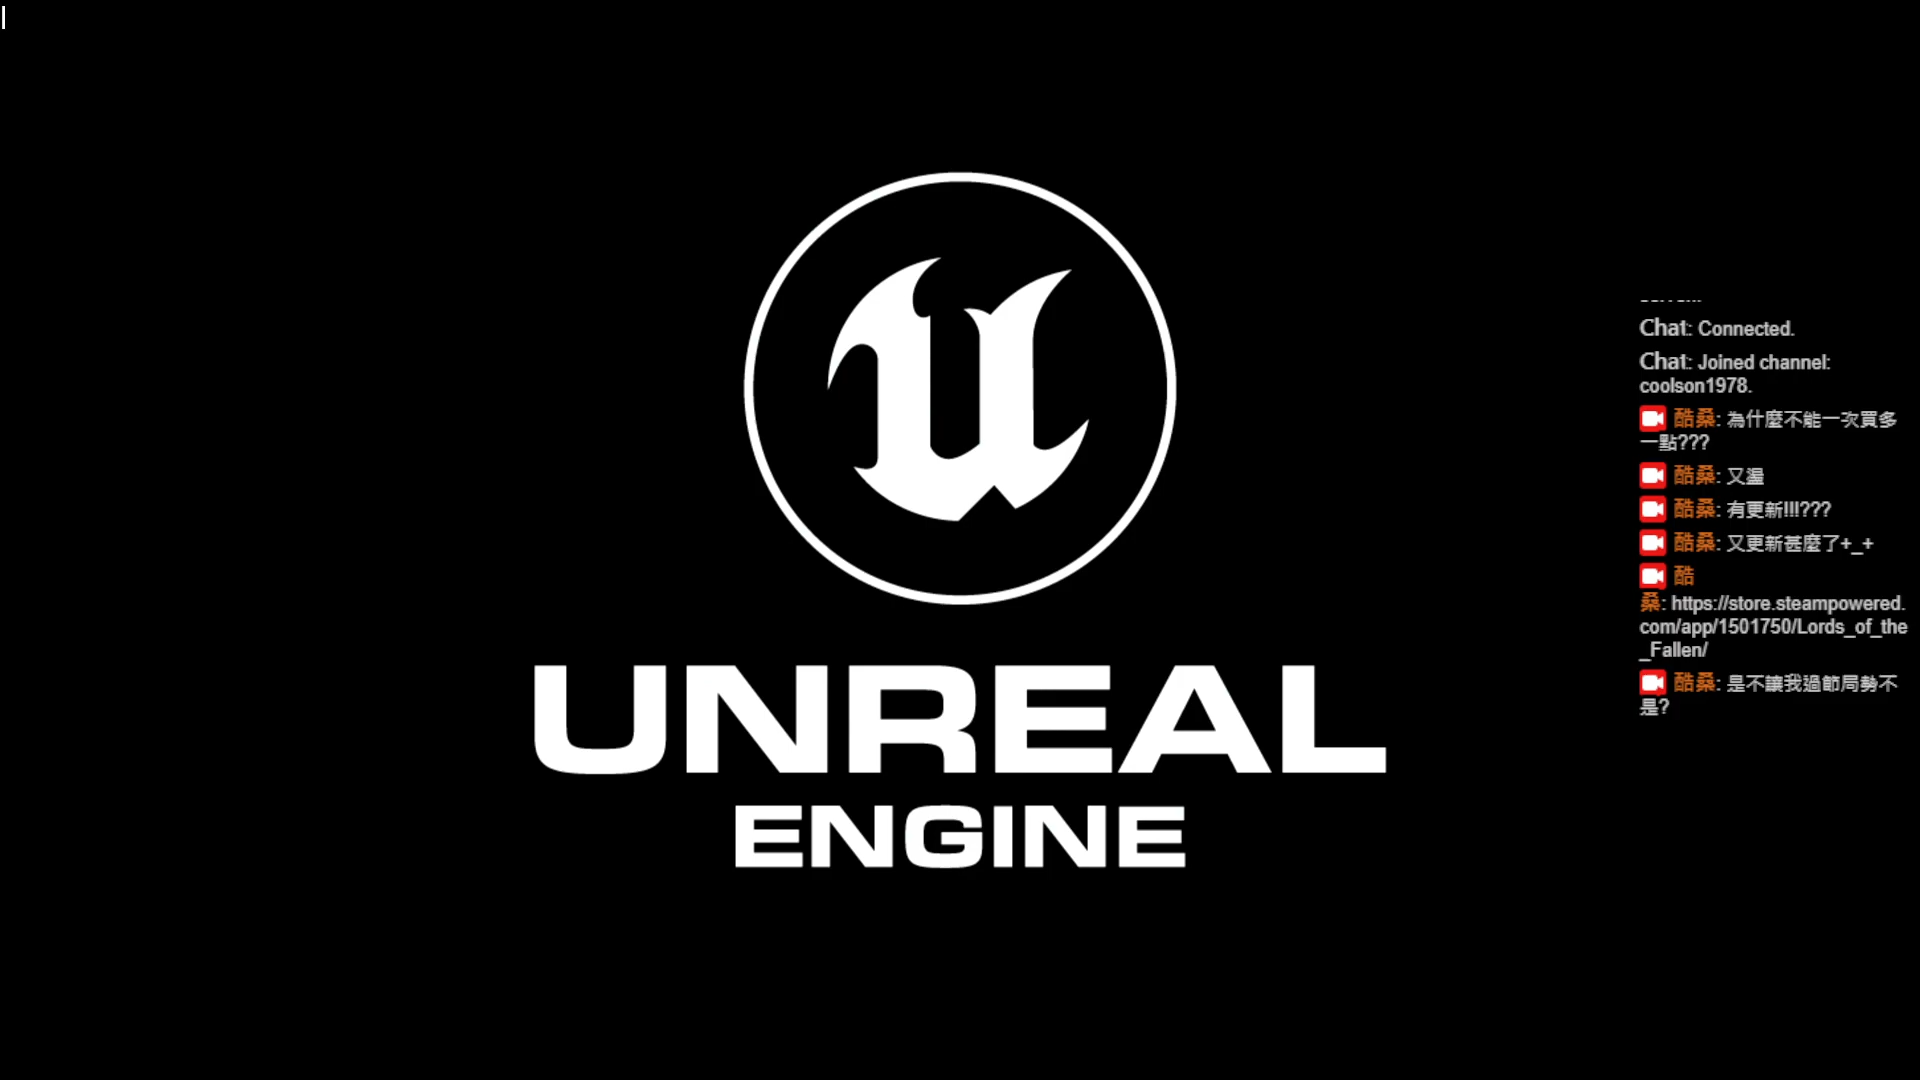 UNREAL
ENGINE
Chat: Connected.
Chat: Joined channel:
coolson1978.
酷桑: 為什麼不能一次買多
一點???
酷桑: 又盪
酷桑: 有更新!!!???
酷桑: 又更新甚麼了+_+
酷
桑: https://store.steampowered.
com/app/1501750/Lords_of_the
_Fallen/
酷桑: 是不讓我過節局勢不
是?